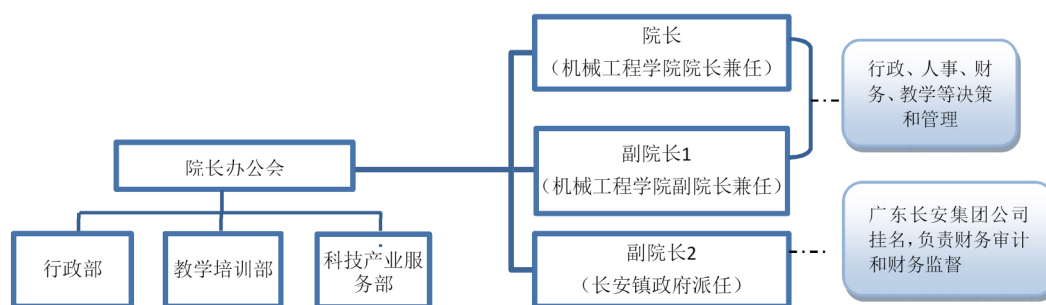 院长
（机械工程学院院长兼任）
行政、人事、财
务、教学等决策
和管理
院长办公会
副院长1
（机械工程学院副院长兼任）
行政部
教学培训部
科技产业服
务部
副院长2
（长安镇政府派任）
广东长安集团公司
挂名，负责财务审计
和财务监督